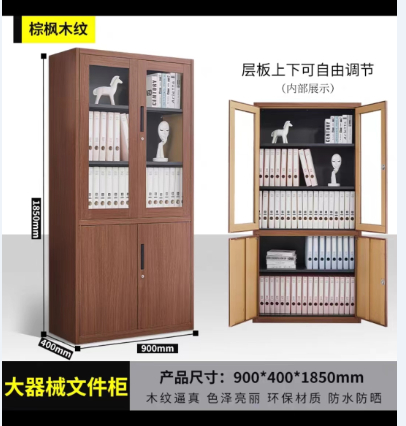 棕枫木纹
层板上下可自由调节
(内部展示)
1850mm
400mm
900mm
大器械文件柜
产品尺寸：900*400*1850mm
木纹逼真 色泽亮丽 环保材质 防水防晒